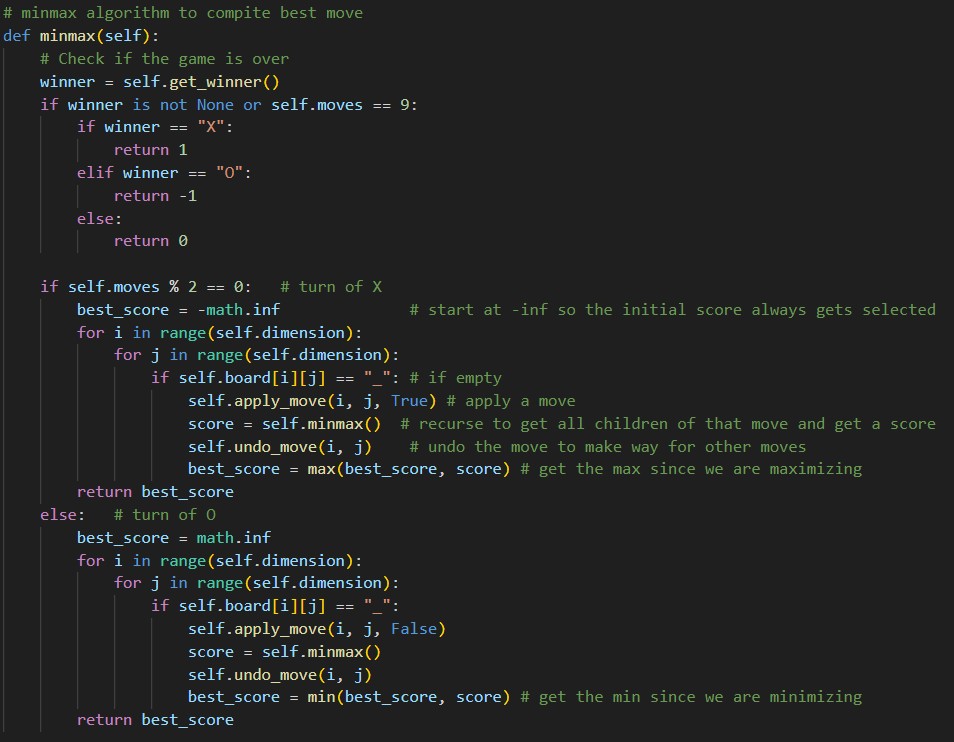 # minmax algorithm to compite best move
def minmax(self):
    # Check if the game is over
    winner = self.get_winner()
    if winner is not None or self.moves == 9:
        if winner == "X":
            return 1
        elif winner == "O":
            return -1
        else:
            return 0

    if self.moves % 2 == 0:   # turn of X
        best_score = -math.inf              # start at -inf so the initial score always gets selected
        for i in range(self.dimension):
            for j in range(self.dimension):
                if self.board[i][j] == "_": # if empty
                    self.apply_move(i, j, True) # apply a move
                    score = self.minmax()  # recurse to get all children of that move and get a score
                    self.undo_move(i, j)    # undo the move to make way for other moves
                    best_score = max(best_score, score) # get the max since we are maximizing
        return best_score
    else:   # turn of O
        best_score = math.inf
        for i in range(self.dimension):
            for j in range(self.dimension):
                if self.board[i][j] == "_":
                    self.apply_move(i, j, False)
                    score = self.minmax()
                    self.undo_move(i, j)
                    best_score = min(best_score, score) # get the min since we are minimizing
        return best_score